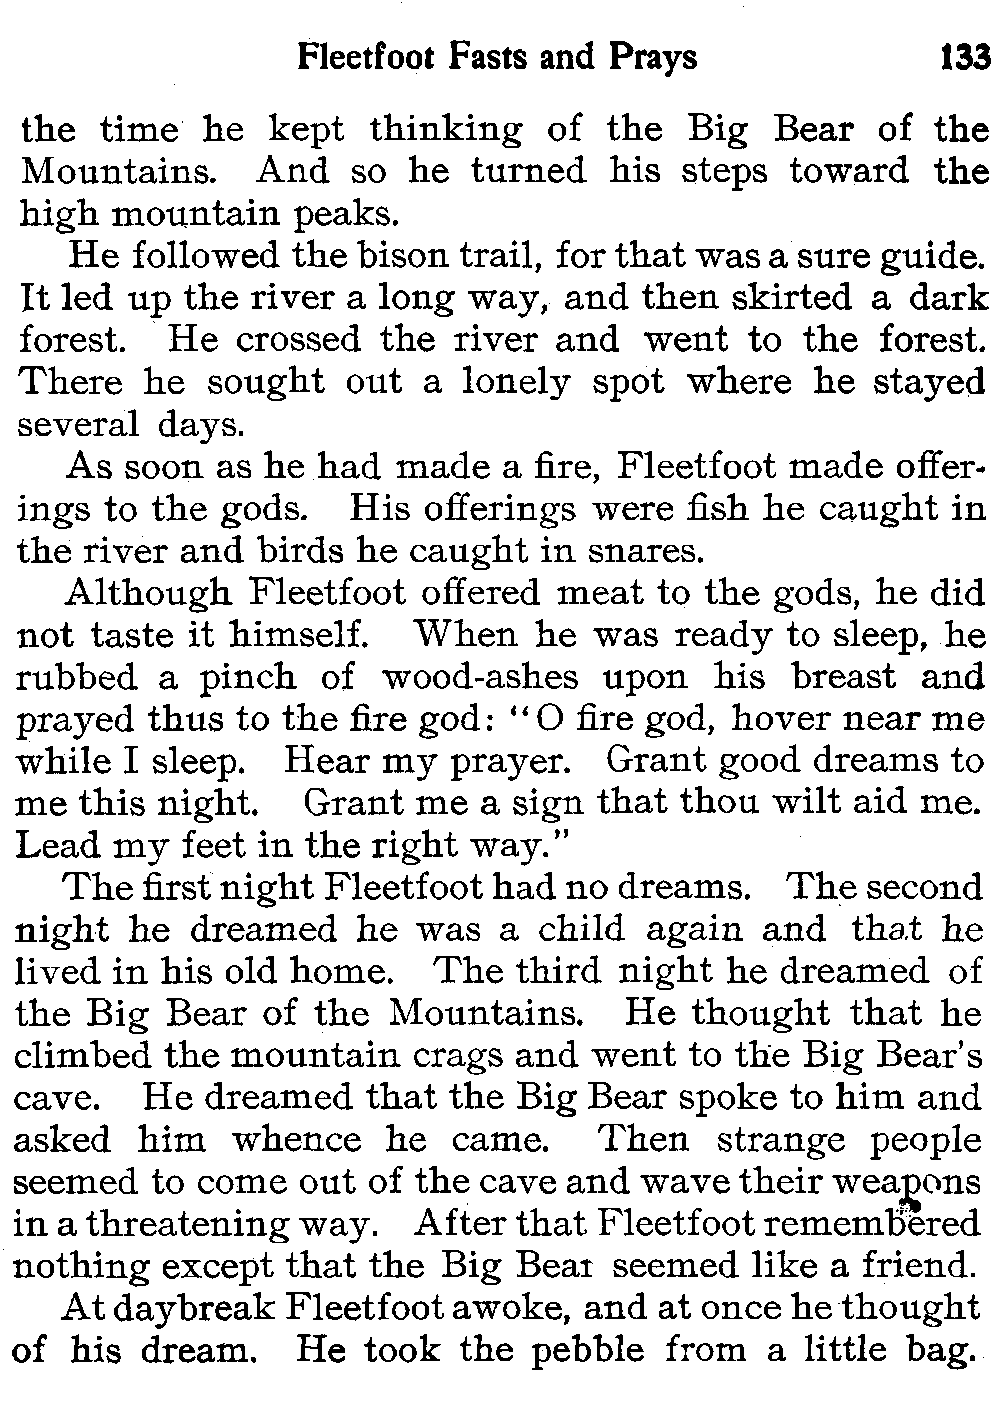 Fleetfoot Fasts and Prays 133
the time he kept thinking of the Big Bear of the
Mountains. And so he turned his steps toward the
high mountain peaks.
He followed the bison trail, for that was a sure guide.
It led up the river a long way, and then skirted a dark
forest. He crossed the river and went to the forest.
There he sought out a lonely spot where he stayed
several days.
As soon as he had made a fire, Fleetfoot made offer-
ings to the gods. His offerings were fish he caught in
the river and birds he caught in snares.
Although Fleetfoot offered meat to the gods, he did
not taste it himself. When he was ready to sleep, he
rubbed a pinch of wood-ashes upon his breast and
prayed thus to the fire god: "O fire god, hover near me
while I sleep. Hear my prayer. Grant good dreams to
me this night. Grant me a sign that thou wilt aid me.
Lead my feet in the right way."
The first night Fleetfoot had no dreams. The second
night he dreamed he was a child again and that he
lived in his old home. The third night he dreamed of
the Big Bear of the Mountains. He thought that he
climbed the mountain crags and went to the Big Bear's
cave. He dreamed that the Big Bear spoke to him and
asked him whence he came. Then strange people
seemed to come out of the cave and wave their weapons
in a threatening way. After that Fleetfoot remembered
nothing except that the Big Bear seemed like a friend.
At daybreak Fleetfoot awoke, and at once he thought
of his dream. He took the pebble from a little bag.